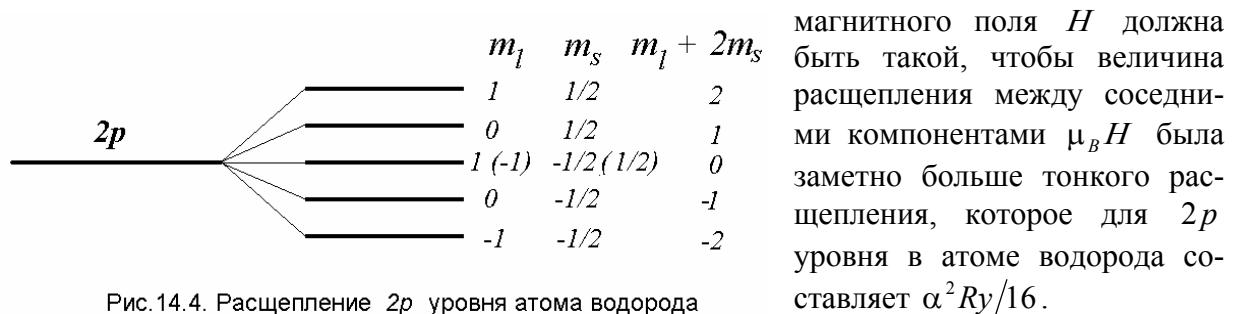 m_l m_s m_l + 2m_s
1 1/2 2
2p 0 1/2 1
1 (-1) -1/2 (1/2) 0
0 -1/2 -1
-1 -1/2 -2
Рис.14.4. Расщепление 2p уровня атома водорода
магнитного поля H должна
быть такой, чтобы величина
расщепления между соседни-
ми компонентами μ_B H была
заметно больше тонкого рас-
щепления, которое для 2p
уровня в атоме водорода со-
ставляет α²Ry/16.